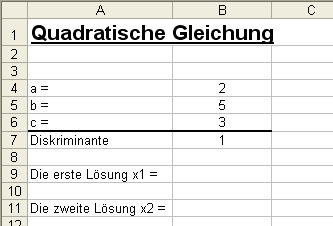 A B C
1 Quadratische Gleichung
2
3
4 a = 2
5 b = 5
6 c = 3
7 Diskriminante 1
8
9 Die erste Lösung x1 =
10
11 Die zweite Lösung x2 =
12